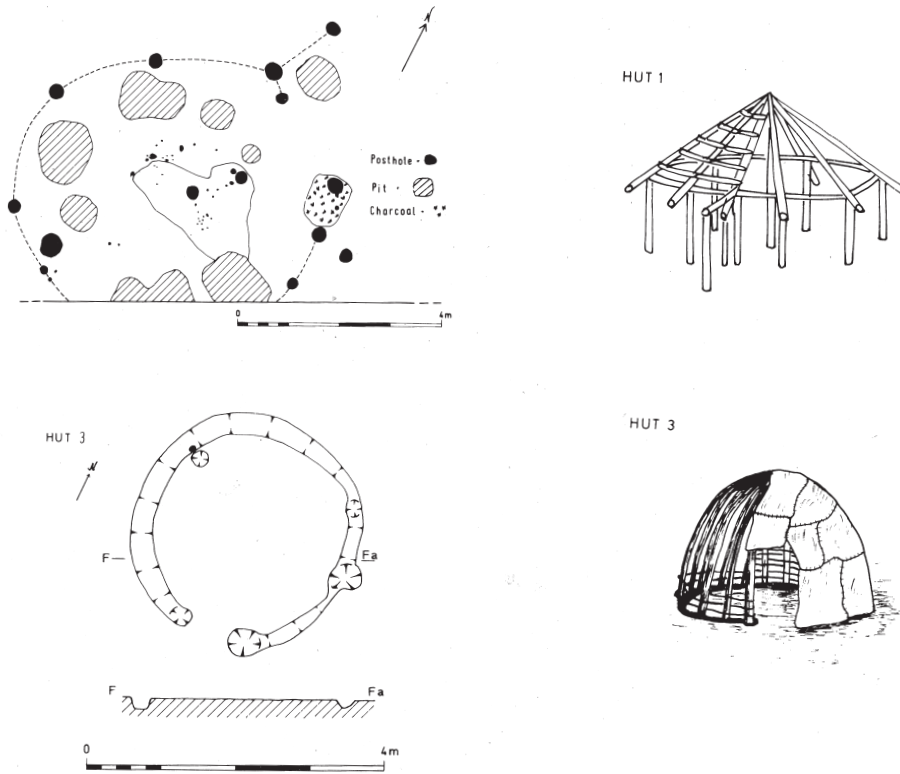 N
HUT 1
Posthole -
Pit -
Charcoal -
0 4m
HUT 3
N
F
Fa
F
Fa
0 4m
HUT 3